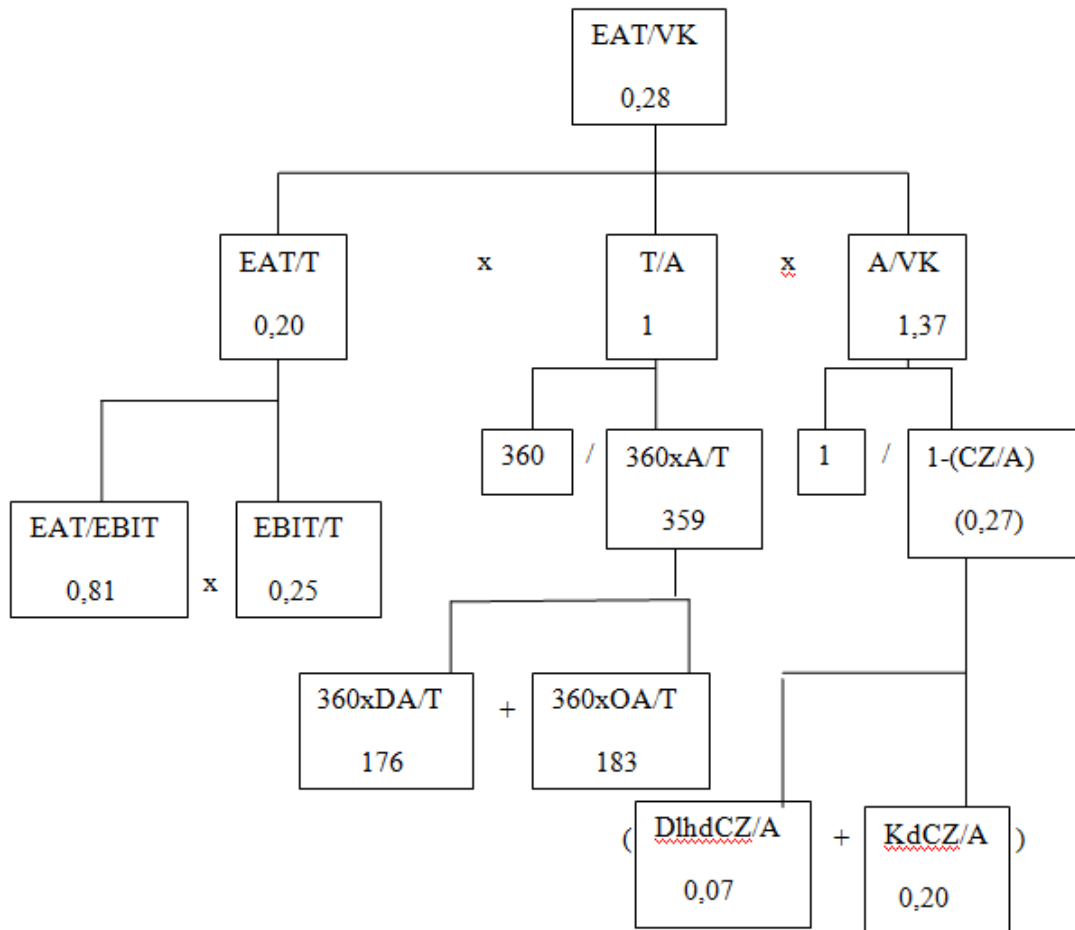 EAT/VK
0,28
EAT/T
0,20
x
T/A
1
x
A/VK
1,37
360
/
360xA/T
359
1
/
1-(CZ/A)
(0,27)
EAT/EBIT
0,81
x
EBIT/T
0,25
360xDA/T
176
+
360xOA/T
183
(
DlhdCZ/A
0,07
+
KdCZ/A
0,20
)